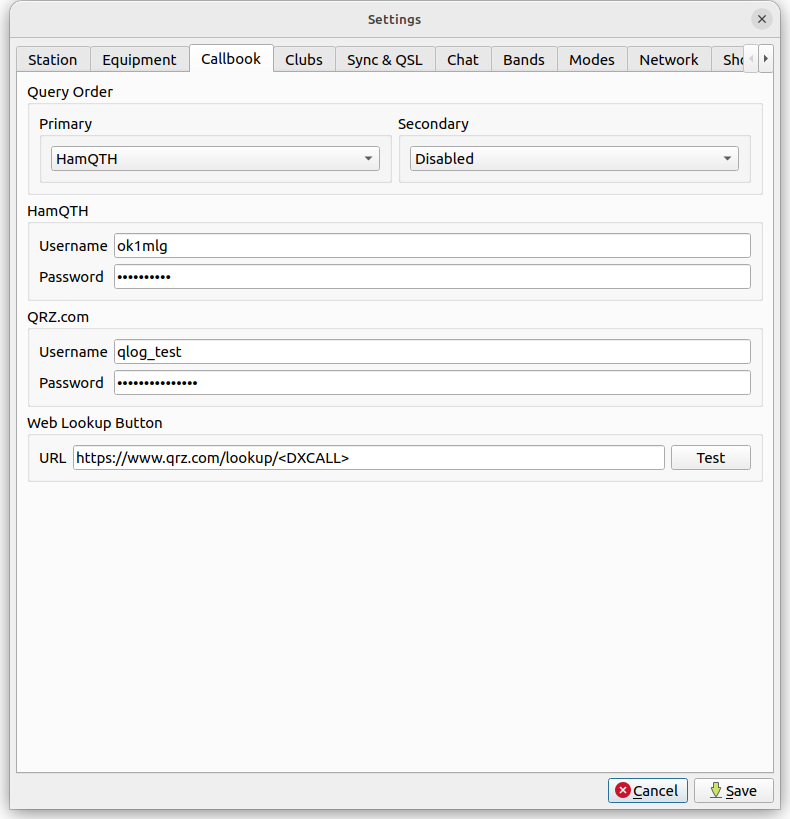 Settings
Station Equipment Callbook Clubs Sync & QSL Chat Bands Modes Network
Query Order
Primary Secondary
HamQTH Disabled
HamQTH
Username ok1mlg
Password ••••••••••
QRZ.com
Username qlog_test
Password •••••••••••••••
Web Lookup Button
URL https://www.qrz.com/lookup/<DXCALL> Test
Cancel Save